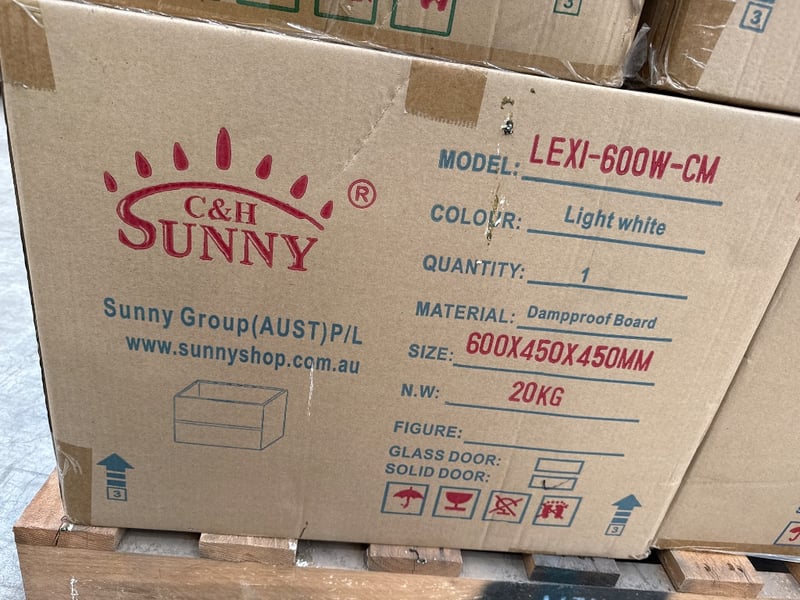 3
3
C&H
SUNNY
®
Sunny Group(AUST)P/L
www.sunnyshop.com.au
MODEL: LEXI-600W-CM
COLOUR: Light white
QUANTITY: 1
MATERIAL: Dampproof Board
SIZE: 600X450X450MM
N.W: 20KG
FIGURE:
GLASS DOOR:
SOLID DOOR:
3
3